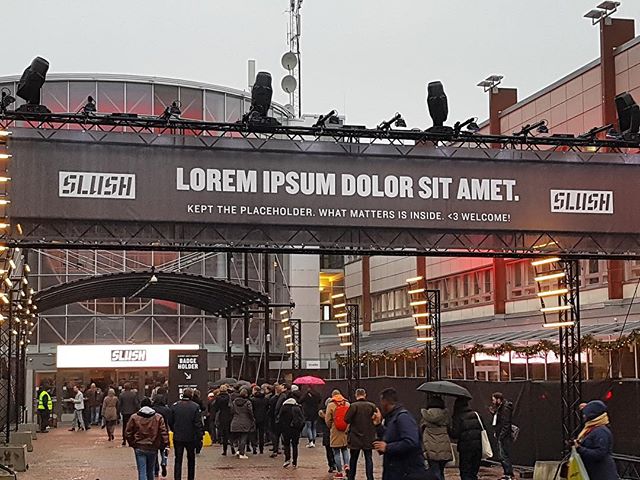 SLUSH
LOREM IPSUM DOLOR SIT AMET.
KEPT THE PLACEHOLDER. WHAT MATTERS IS INSIDE. <3 WELCOME!
SLUSH
SLUSH
BADGE
HOLDER